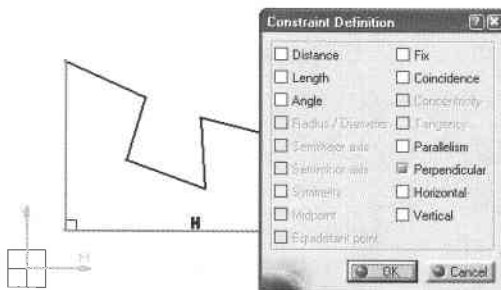 Constraint Definition
Distance
Fix
Length
Coincidence
Angle
Concentricity
Radius / Diameter
Tangency
Semimajor axis
Parallelism
Semiminor axis
Perpendicular
Symmetry
Horizontal
Midpoint
Vertical
Equidistant point
H
H
OK
Cancel